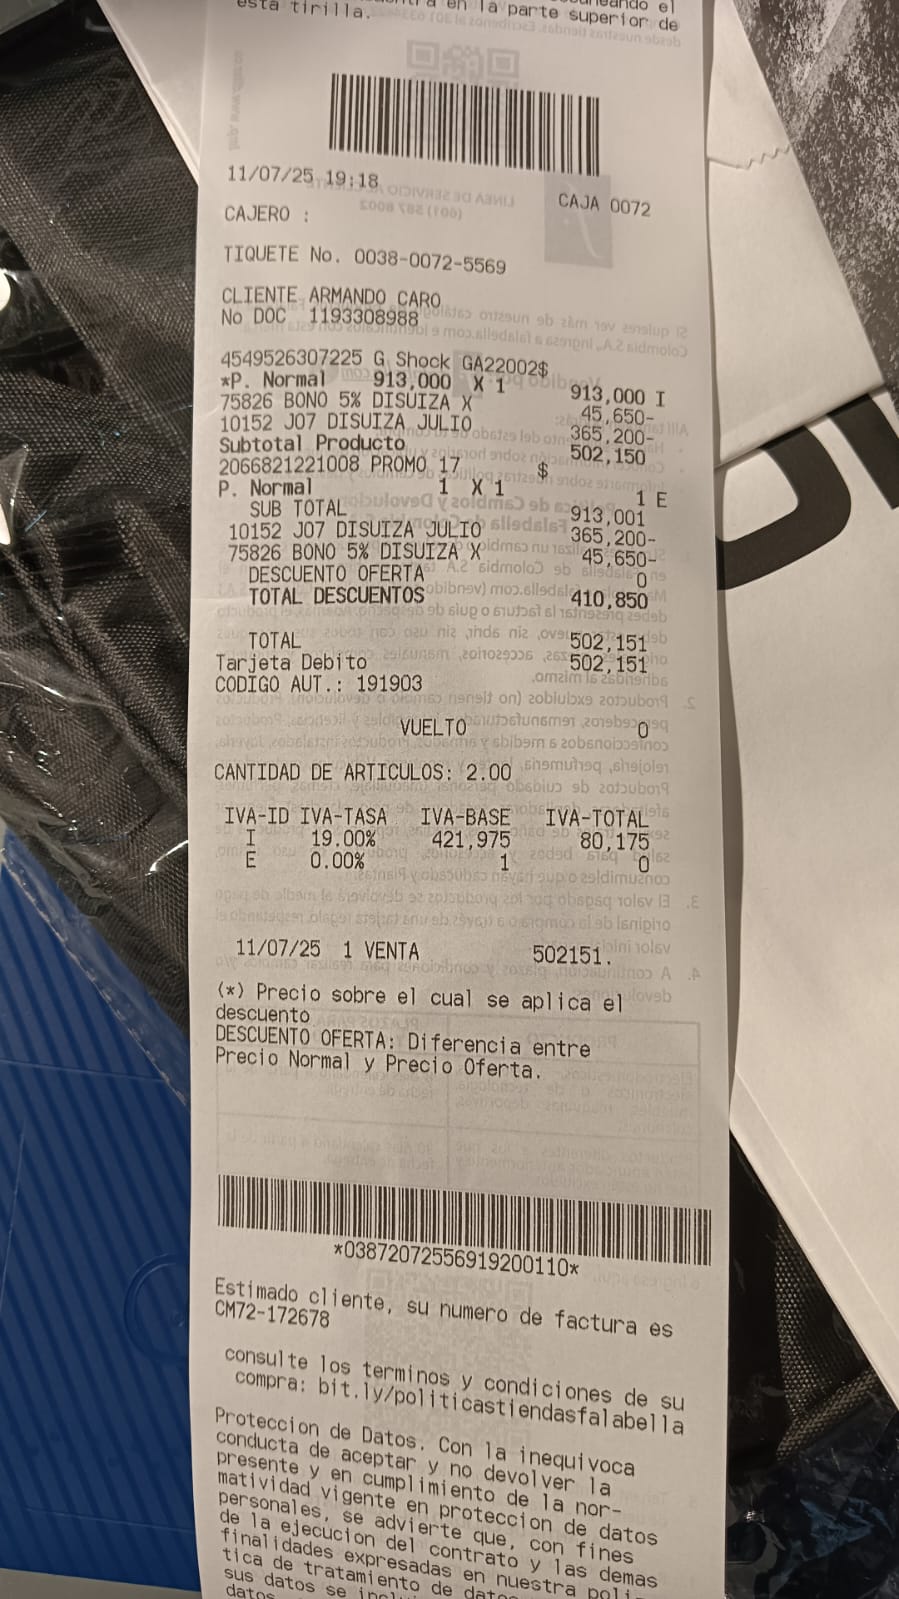 en la parte superior de
esta tirilla.
11/07/25 19:18
CAJA 0072
CAJERO :
TIQUETE No. 0038-0072-5569
CLIENTE ARMANDO CARO
No DOC 1193308988
4549526307225 G Shock GA22002$
*P. Normal 913,000 X 1 913,000 I
75826 BONO 5% DISUIZA X 45,650-
10152 J07 DISUIZA JULIO 365,200-
Subtotal Producto 502,150
2066821221008 PROMO 17 $
P. Normal 1 X 1 1 E
SUB TOTAL 913,001
10152 J07 DISUIZA JULIO 365,200-
75826 BONO 5% DISUIZA X 45,650-
DESCUENTO OFERTA 0
TOTAL DESCUENTOS 410,850
TOTAL 502,151
Tarjeta Debito 502,151
CODIGO AUT.: 191903
VUELTO 0
CANTIDAD DE ARTICULOS: 2.00
IVA-ID IVA-TASA IVA-BASE IVA-TOTAL
I 19.00% 421,975 80,175
E 0.00% 1 0
11/07/25 1 VENTA 502151.
(*) Precio sobre el cual se aplica el
descuento
DESCUENTO OFERTA: Diferencia entre
Precio Normal y Precio Oferta.
*03872072556919200110*
Estimado cliente, su numero de factura es
CM72-172678
consulte los terminos y condiciones de su
compra: bit.ly/politicastiendasfalabella
Proteccion de Datos. Con la inequivoca
conducta de aceptar y no devolver la
presente y en cumplimiento de la nor-
matividad vigente en proteccion de datos
personales, se advierte que, con fines
de la ejecucion del contrato y las demas
finalidades expresadas en nuestra poli-
tica de tratamiento de
sus datos se
datos